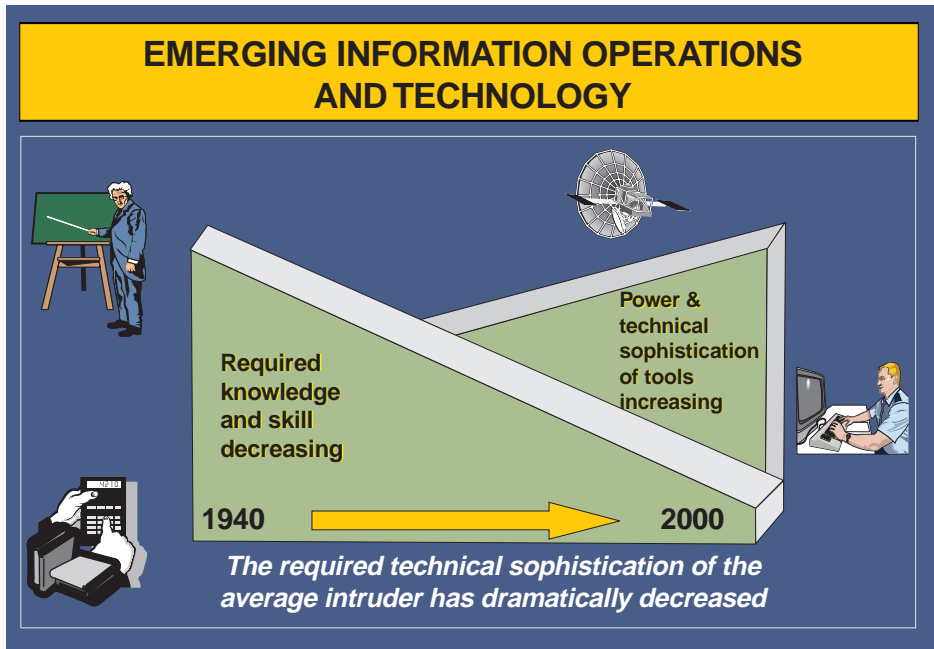 EMERGING INFORMATION OPERATIONS
AND TECHNOLOGY
4210
Power &
technical
sophistication
of tools
increasing
Required
knowledge
and skill
decreasing
1940
2000
The required technical sophistication of the
average intruder has dramatically decreased